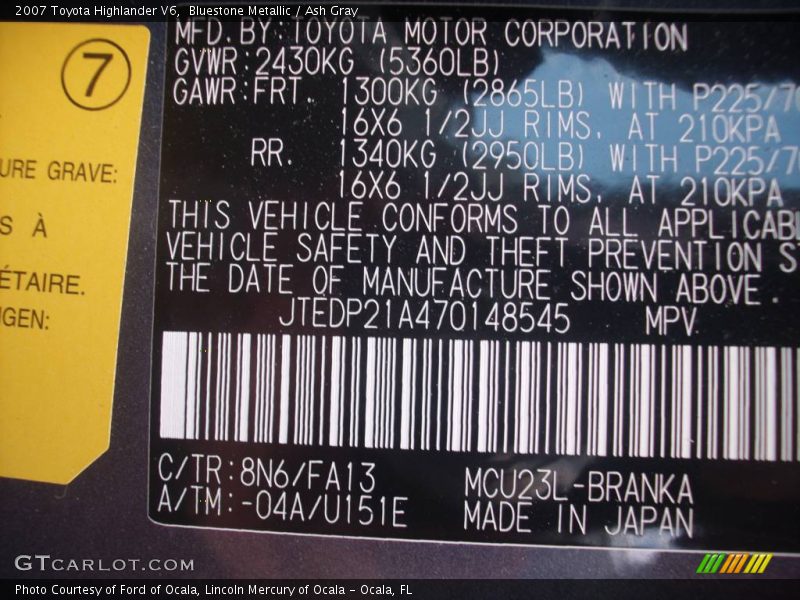 2007 Toyota Highlander V6, Bluestone Metallic / Ash Gray
7
URE GRAVE:
S À
ÉTAIRE.
GEN:
MFD. BY: TOYOTA MOTOR CORPORATION
GVWR: 2430KG (5360LB)
GAWR: FRT. 1300KG (2865LB) WITH P225/70
16X6 1/2JJ RIMS, AT 210KPA
RR. 1340KG (2950LB) WITH P225/70
16X6 1/2JJ RIMS, AT 210KPA
THIS VEHICLE CONFORMS TO ALL APPLICABL
VEHICLE SAFETY AND THEFT PREVENTION S
THE DATE OF MANUFACTURE SHOWN ABOVE.
JTEDP21A470148545 MPV
C/TR: 8N6/FA13 MCU23L-BRANKA
A/TM: -04A/U151E MADE IN JAPAN
GTCARLOT.COM
Photo Courtesy of Ford of Ocala, Lincoln Mercury of Ocala - Ocala, FL